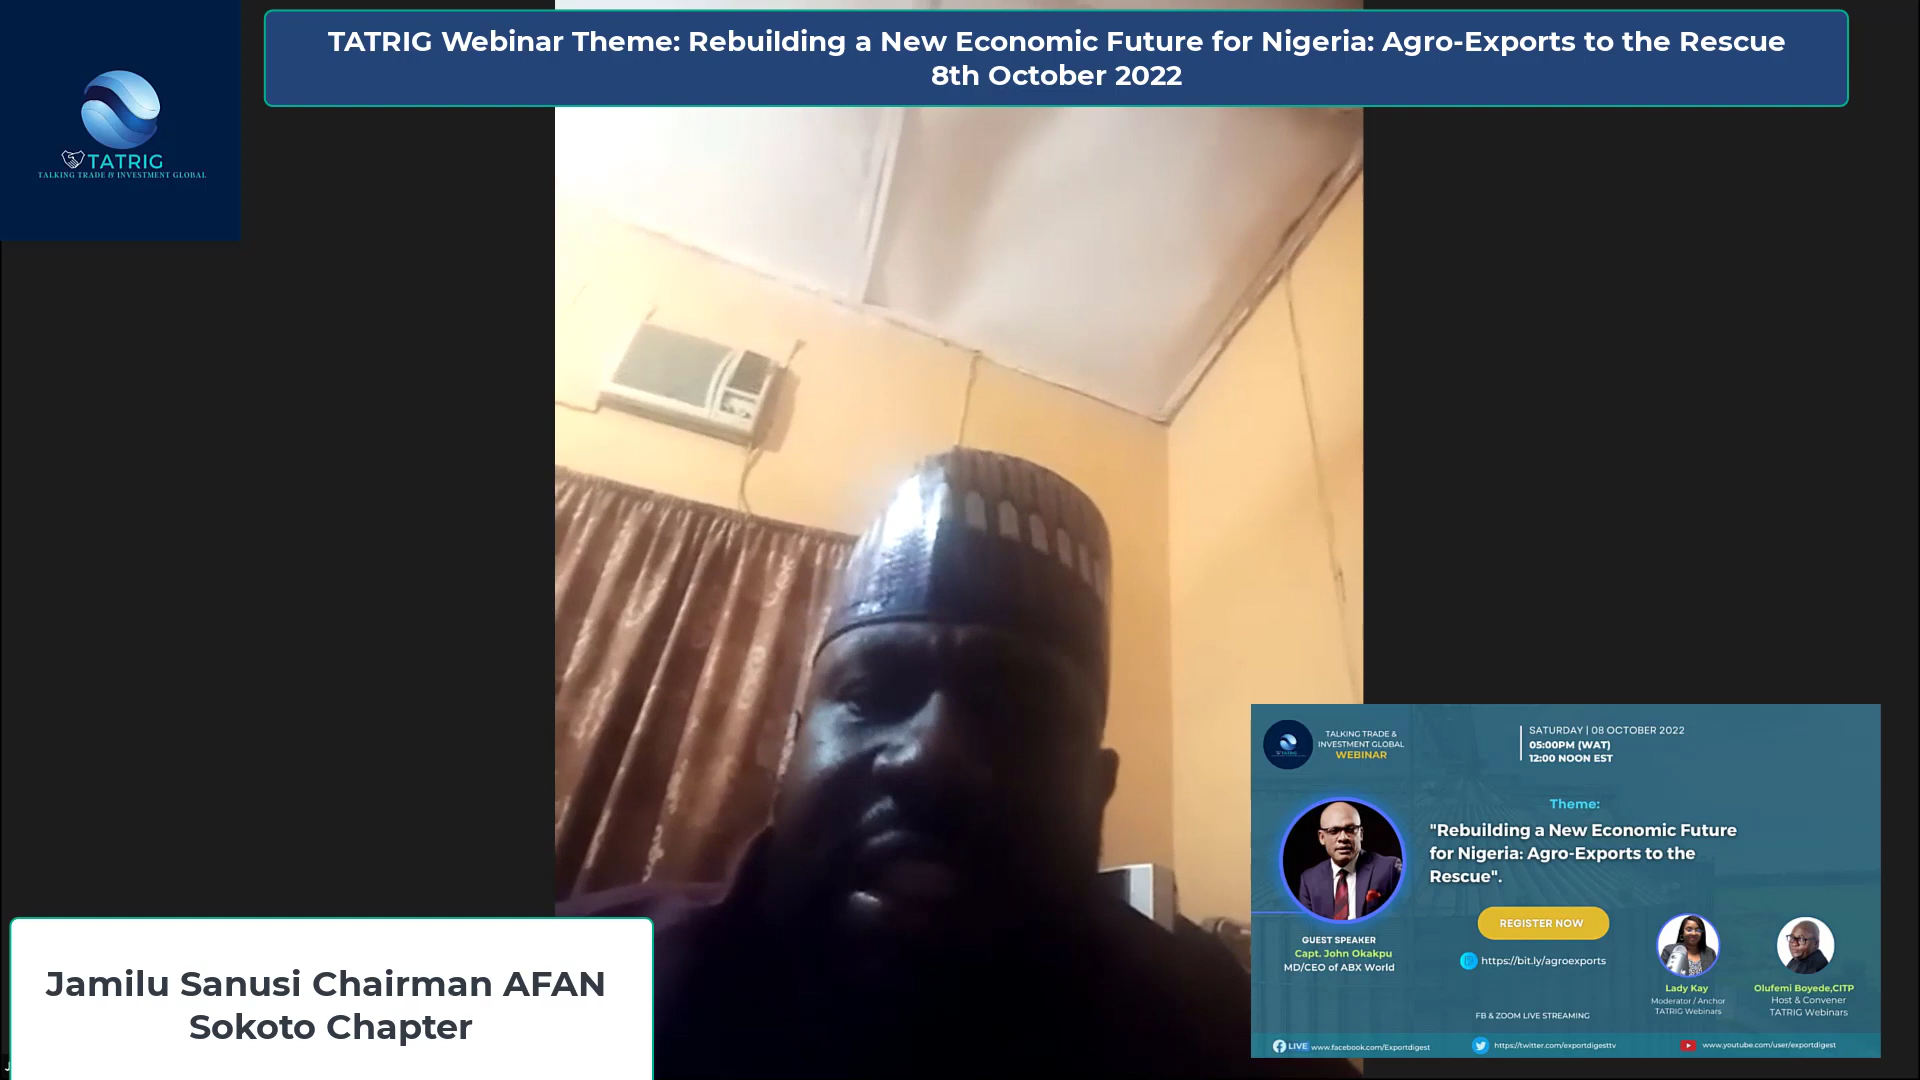 TATRIG Webinar Theme: Rebuilding a New Economic Future for Nigeria: Agro-Exports to the Rescue
8th October 2022
TATRIG
TALKING TRADE & INVESTMENT GLOBAL
Jamilu Sanusi Chairman AFAN
Sokoto Chapter
TALKING TRADE &
INVESTMENT GLOBAL
WEBINAR
SATURDAY | 08 OCTOBER 2022
05:00PM (WAT)
12:00 NOON EST
Theme:
"Rebuilding a New Economic Future
for Nigeria: Agro-Exports to the
Rescue".
REGISTER NOW
https://bit.ly/agroexports
GUEST SPEAKER
Capt. John Okakpu
MD/CEO of ABX World
Lady Kay
Moderator / Anchor
TATRIG Webinars
Olufemi Boyede,CITP
Host & Convener
TATRIG Webinars
FB & ZOOM LIVE STREAMING
LIVE www.facebook.com/Exportdigest
https://twitter.com/exportdigesttv
www.youtube.com/user/exportdigest